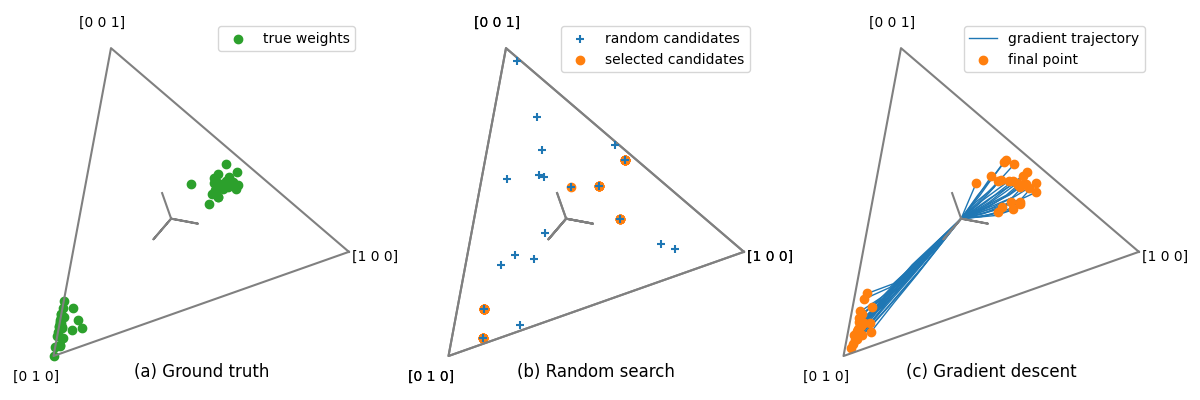 [0 0 1]
true weights
[1 0 0]
[0 1 0]
(a) Ground truth
[0 0 1]
random candidates
selected candidates
[1 0 0]
[0 1 0]
(b) Random search
[0 0 1]
gradient trajectory
final point
[1 0 0]
[0 1 0]
(c) Gradient descent